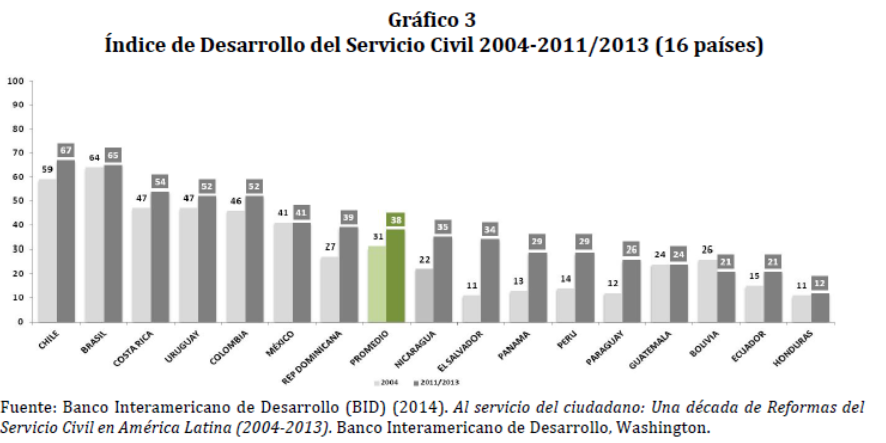 Gráfico 3
Índice de Desarrollo del Servicio Civil 2004-2011/2013 (16 países)
100
90
80
70
60
50
40
30
20
10
0
59 67
64 65
47 54
47 52
46 52
41 41
27 39
31 38
22 35
11 34
13 29
14 29
12 26
24 24
26 21
15 21
11 12
CHILE
BRASIL
COSTA RICA
URUGUAY
COLOMBIA
MÉXICO
REP DOMINICANA
PROMEDIO
NICARAGUA
ELSALVADOR
PANAMA
PERU
PARAGUAY
GUATEMALA
BOLIVIA
ECUADOR
HONDURAS
2004 2011/2013
Fuente: Banco Interamericano de Desarrollo (BID) (2014). Al servicio del ciudadano: Una década de Reformas del
Servicio Civil en América Latina (2004-2013). Banco Interamericano de Desarrollo, Washington.